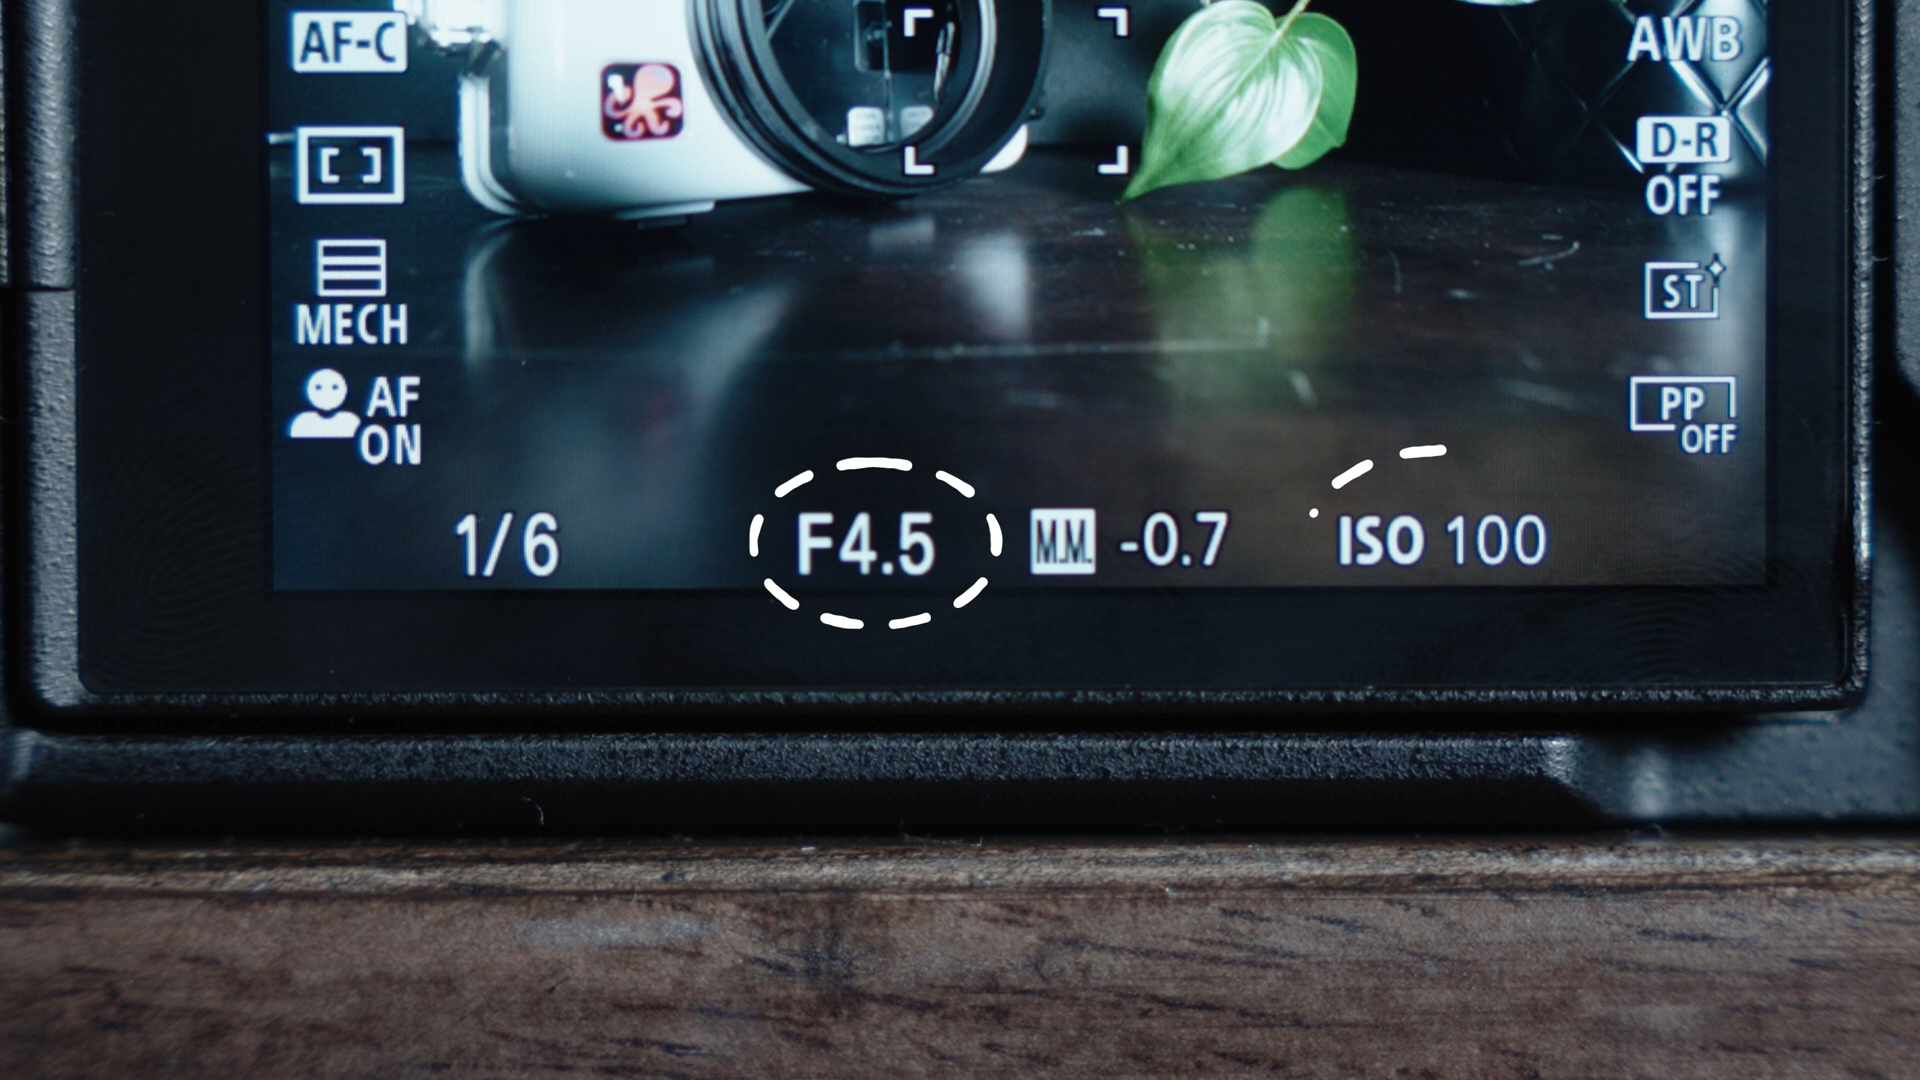 AF-C
AWB
D-R
OFF
MECH
ST
AF
ON
PP
OFF
1/6 F4.5 M.M. -0.7 ISO 100